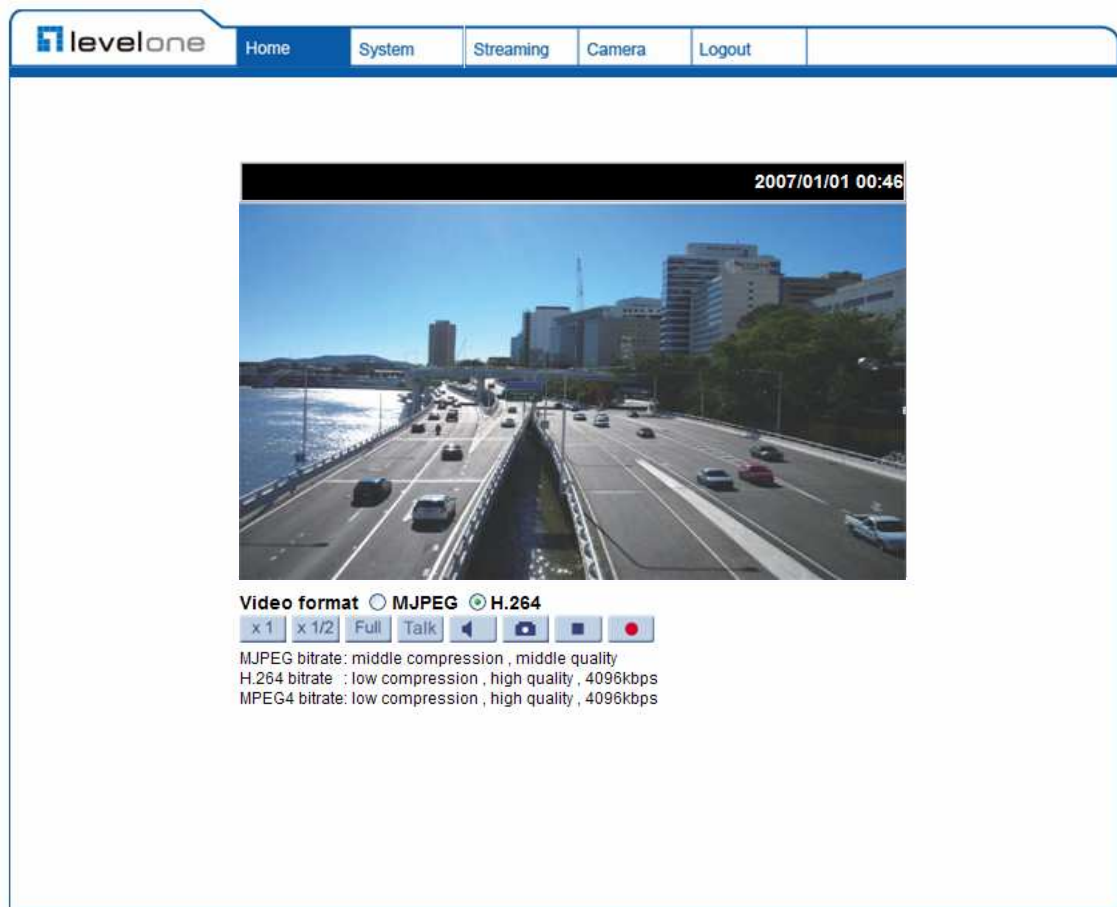 levelone
Home System Streaming Camera Logout
2007/01/01 00:46
Video format MJPEG H.264
x 1 x 1/2 Full Talk
MJPEG bitrate: middle compression , middle quality
H.264 bitrate : low compression , high quality , 4096kbps
MPEG4 bitrate: low compression , high quality , 4096kbps